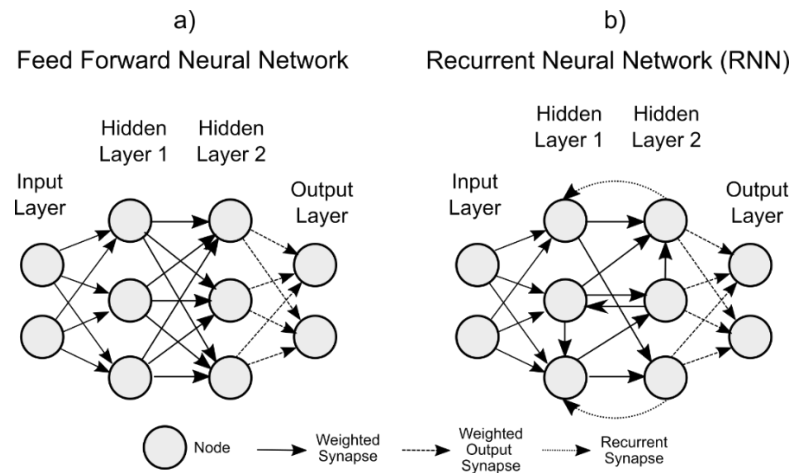 a)
Feed Forward Neural Network
Hidden
Layer 1
Hidden
Layer 2
Input
Layer
Output
Layer
b)
Recurrent Neural Network (RNN)
Hidden
Layer 1
Hidden
Layer 2
Input
Layer
Output
Layer
Node
Weighted
Synapse
Weighted
Output
Synapse
Recurrent
Synapse